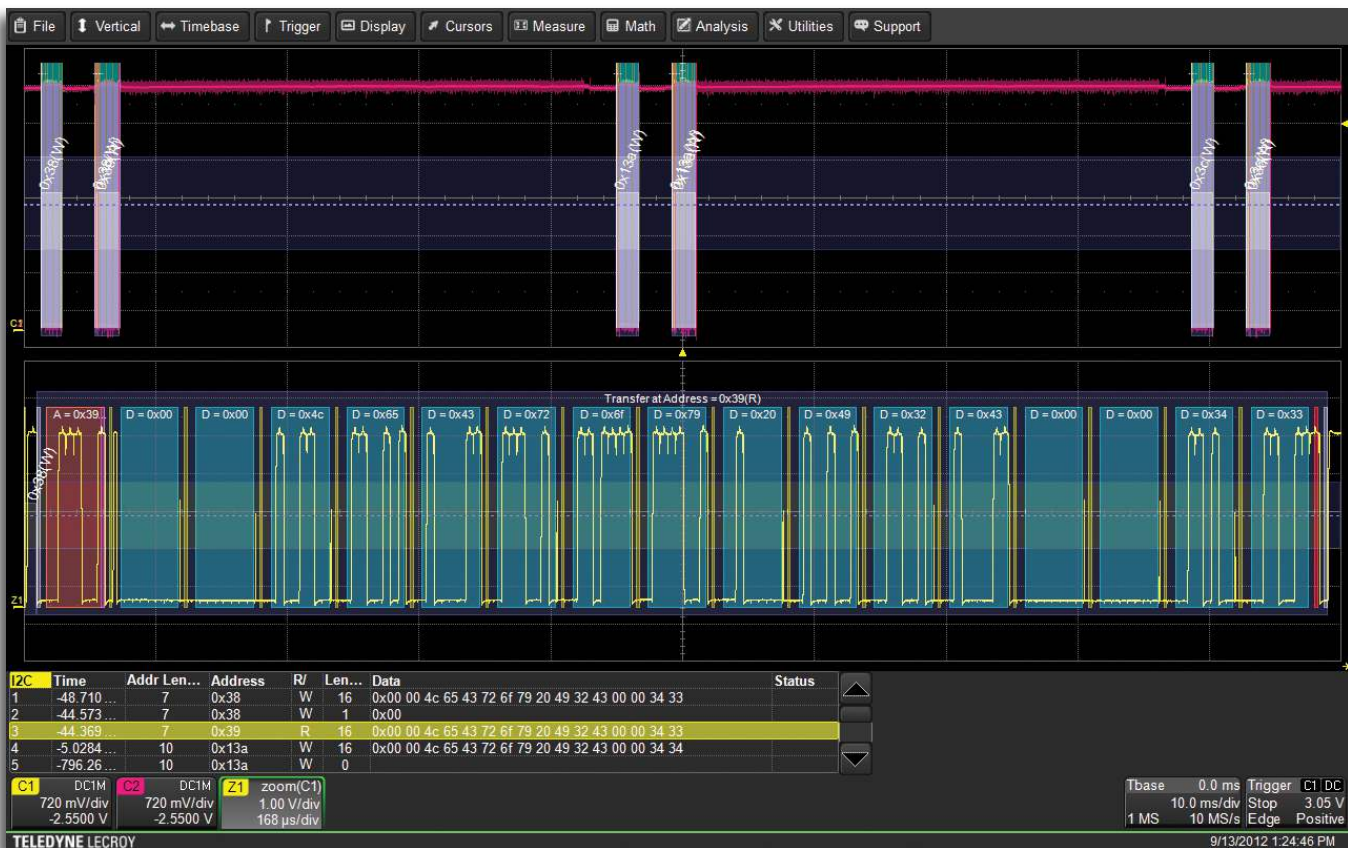 File Vertical Timebase Trigger Display Cursors Measure Math Analysis Utilities Support
0x38(W) 0x13a(W) 0x13a(W) 0x3c(W)
C1
Transfer at Address = 0x39(R)
A = 0x39... D = 0x00 D = 0x00 D = 0x4c D = 0x65 D = 0x43 D = 0x72 D = 0x6f D = 0x79 D = 0x20 D = 0x49 D = 0x32 D = 0x43 D = 0x00 D = 0x00 D = 0x34 D = 0x33
0x38(W)
Z1
I2C Time Addr Len... Address R/ Len... Data Status
1 -48.710... 7 0x38 W 16 0x00 00 4c 65 43 72 6f 79 20 49 32 43 00 00 34 33
2 -44.573... 7 0x38 W 1 0x00
3 -44.369... 7 0x39 R 16 0x00 00 4c 65 43 72 6f 79 20 49 32 43 00 00 34 33
4 -5.0284... 10 0x13a W 16 0x00 00 4c 65 43 72 6f 79 20 49 32 43 00 00 34 34
5 -796.26... 10 0x13a W 0
C1 DC1M C2 DC1M Z1 zoom(C1) Tbase 0.0 ms Trigger C1 DC
720 mV/div 720 mV/div 1.00 V/div 10.0 ms/div Stop 3.05 V
-2.5500 V -2.5500 V 168 µs/div 1 MS 10 MS/s Edge Positive
TELEDYNE LECROY 9/13/2012 1:24:46 PM